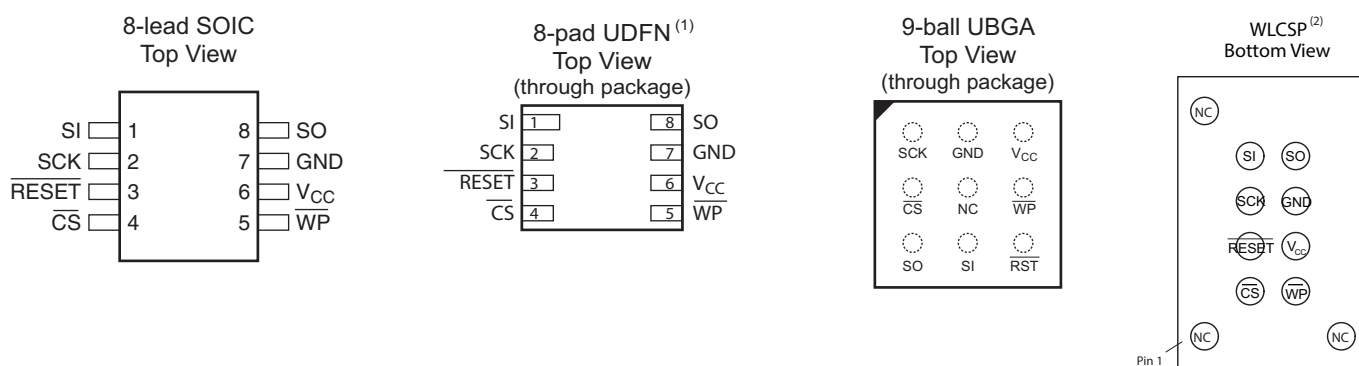 8-lead SOIC
Top View
SI 1 8 SO
SCK 2 7 GND
RESET 3 6 VCC
CS 4 5 WP
8-pad UDFN (1)
Top View
(through package)
SI 1 8 SO
SCK 2 7 GND
RESET 3 6 VCC
CS 4 5 WP
9-ball UBGA
Top View
(through package)
SCK GND VCC
CS NC WP
SO SI RST
WLCSP (2)
Bottom View
NC
SI SO
SCK GND
RESET VCC
CS WP
NC NC
Pin 1